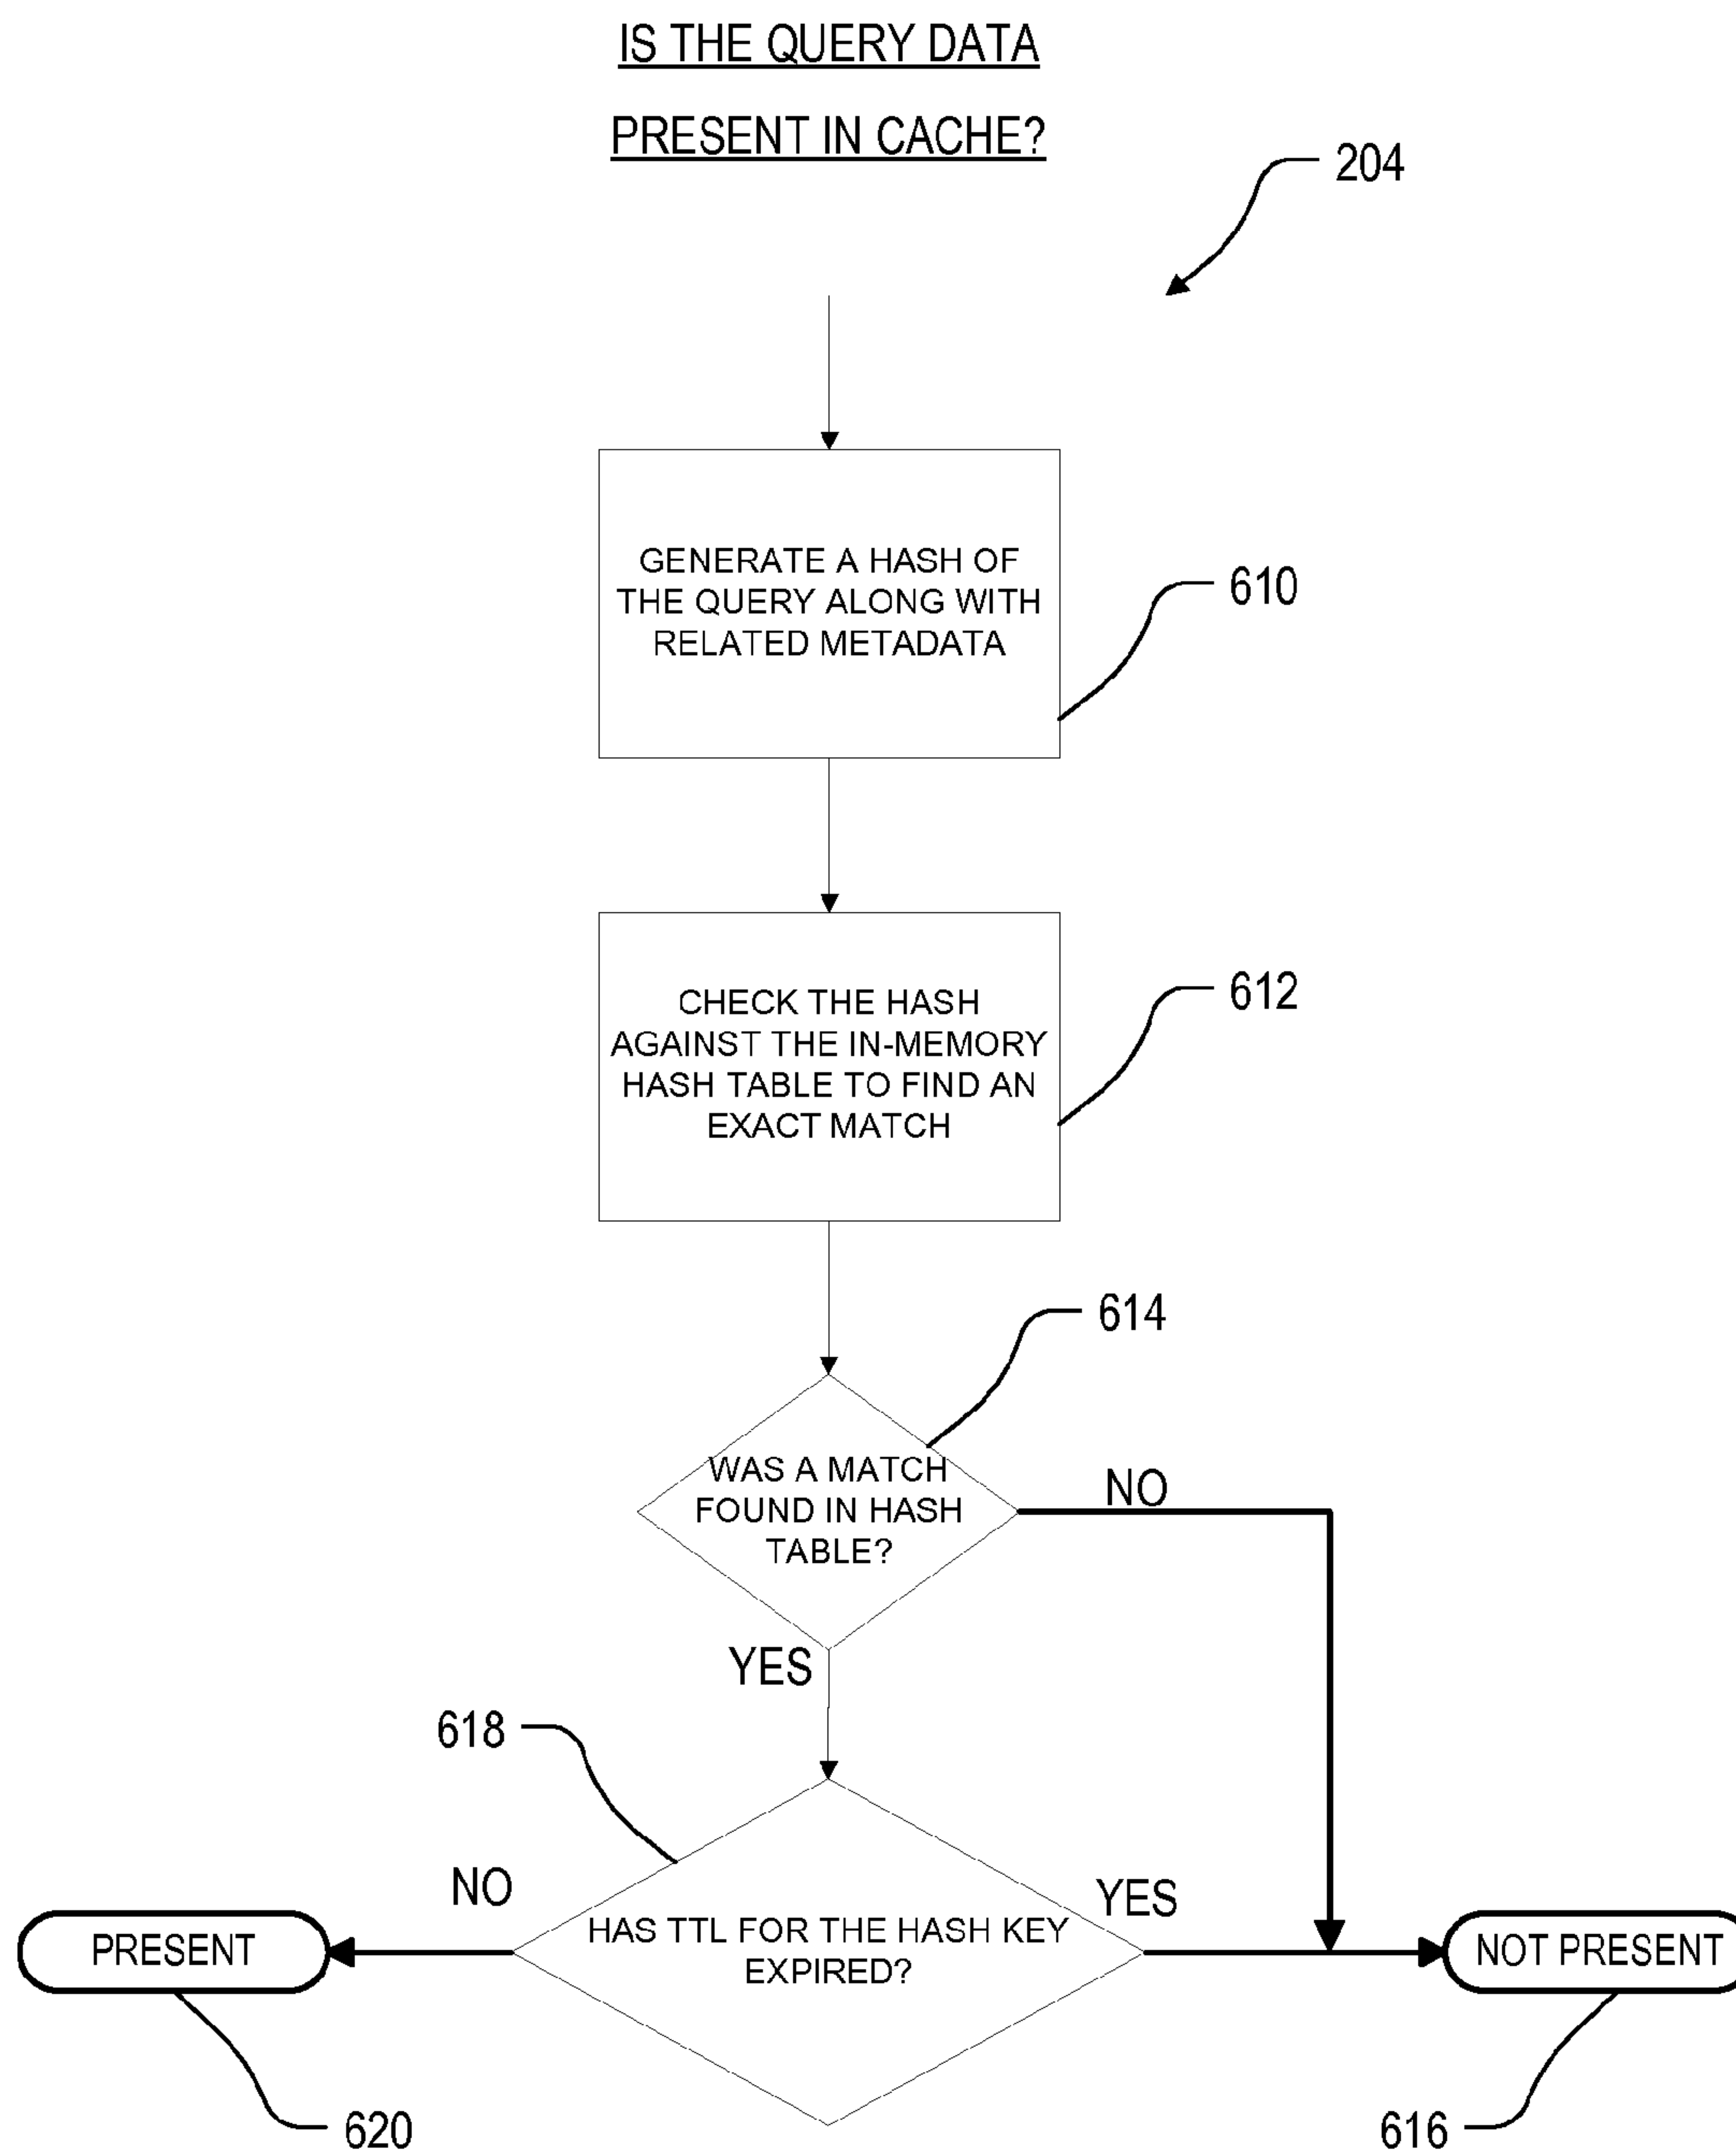 IS THE QUERY DATA
PRESENT IN CACHE?
204
GENERATE A HASH OF
THE QUERY ALONG WITH
RELATED METADATA
610
CHECK THE HASH
AGAINST THE IN-MEMORY
HASH TABLE TO FIND AN
EXACT MATCH
612
614
WAS A MATCH
FOUND IN HASH
TABLE?
NO
YES
618
NO
YES
HAS TTL FOR THE HASH KEY
EXPIRED?
PRESENT
NOT PRESENT
620
616